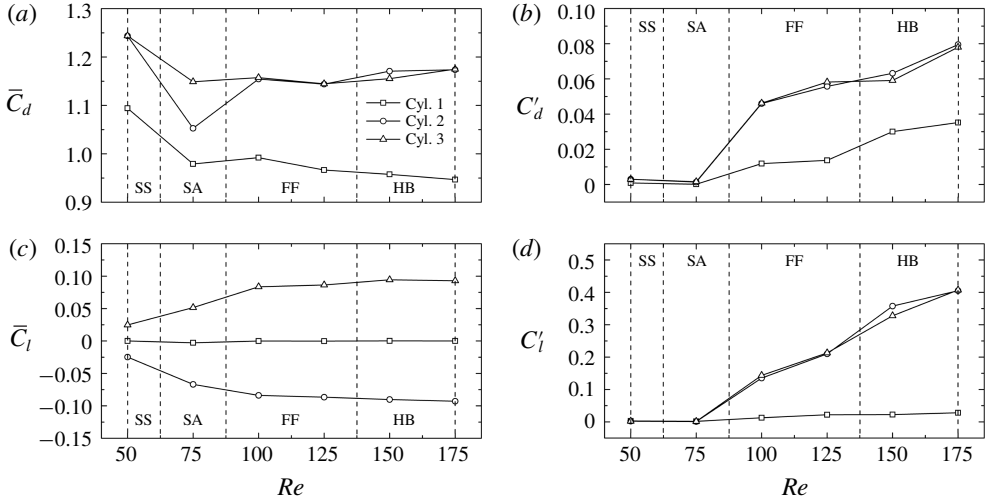 (a)
1.3
1.2
1.1
1.0
0.9
C̄d
Cyl. 1
Cyl. 2
Cyl. 3
SS SA FF HB
(b)
0.10
0.08
0.06
0.04
0.02
0
C′d
SS SA FF HB
(c)
0.15
0.10
0.05
0
−0.05
−0.10
−0.15
C̄l
SS SA FF HB
50 75 100 125 150 175
Re
(d)
0.5
0.4
0.3
0.2
0.1
0
C′l
SS SA FF HB
50 75 100 125 150 175
Re